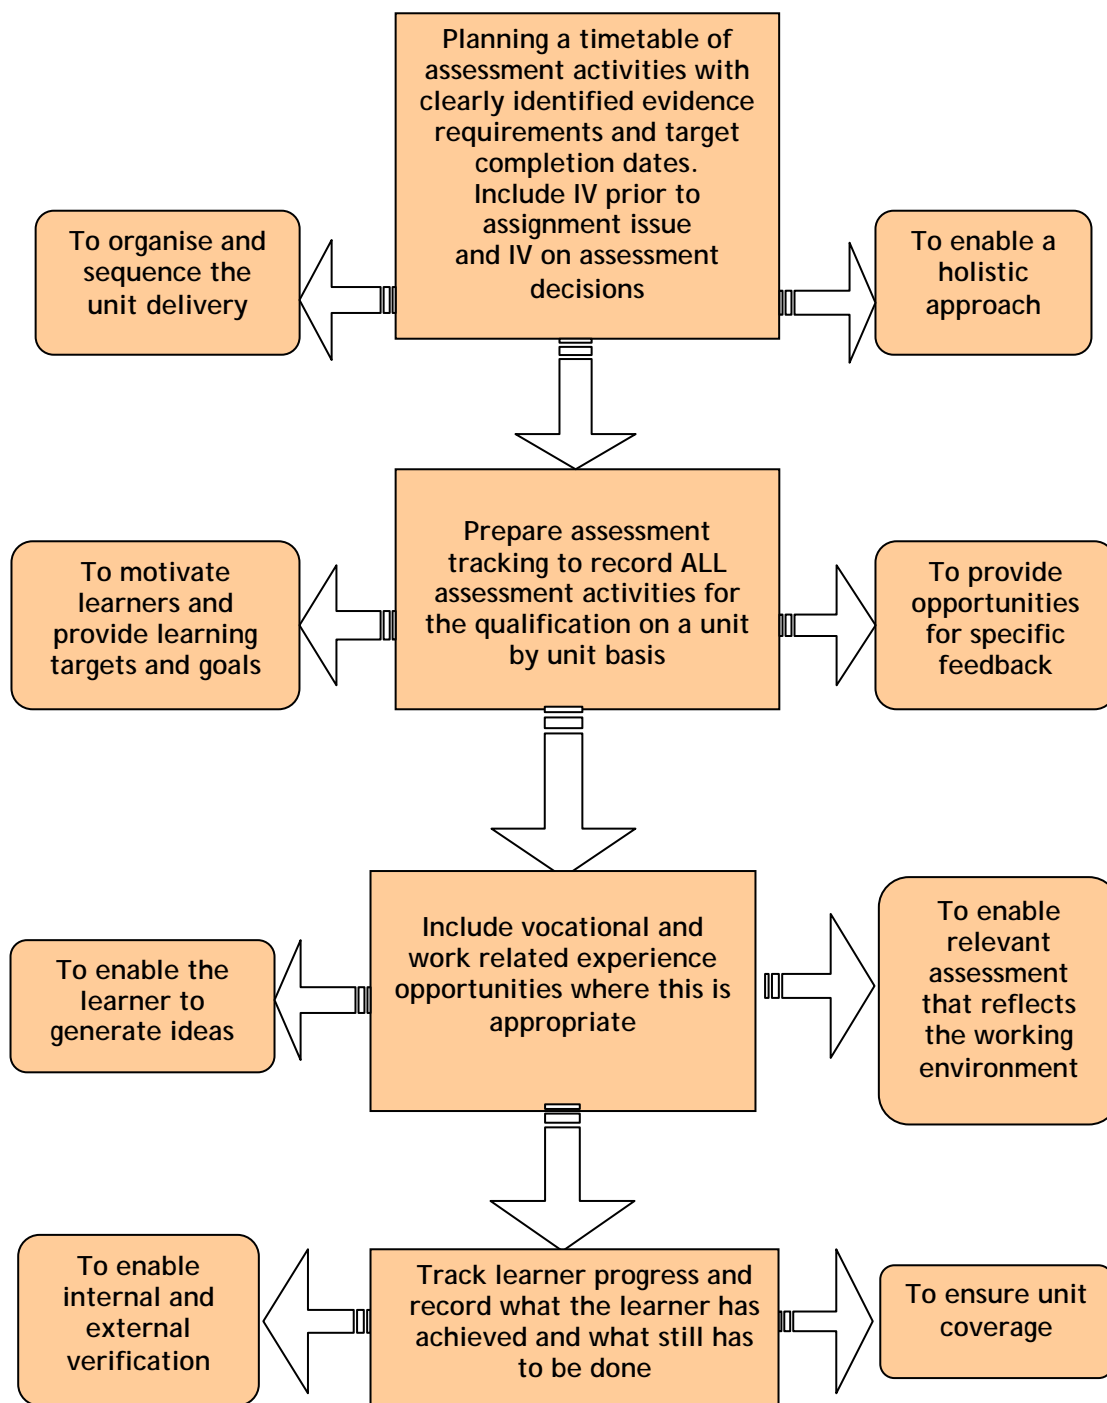 Planning a timetable of
assessment activities with
clearly identified evidence
requirements and target
completion dates.
Include IV prior to
assignment issue
and IV on assessment
decisions
To organise and
sequence the
unit delivery
To enable a
holistic
approach
Prepare assessment
tracking to record ALL
assessment activities for
the qualification on a unit
by unit basis
To motivate
learners and
provide learning
targets and goals
To provide
opportunities
for specific
feedback
Include vocational and
work related experience
opportunities where this is
appropriate
To enable the
learner to
generate ideas
To enable
relevant
assessment
that reflects
the working
environment
Track learner progress and
record what the learner has
achieved and what still has
to be done
To enable
internal and
external
verification
To ensure unit
coverage